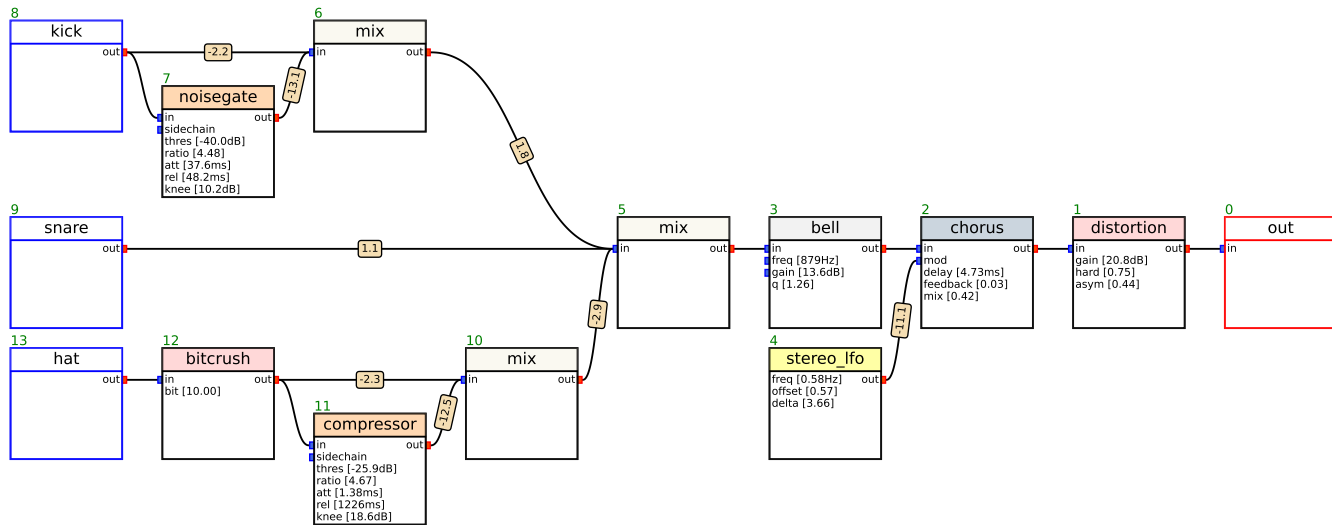 8
kick
out
-2.2
6
mix
in
out
7
noisegate
in
out
sidechain
thres [-40.0dB]
ratio [4.48]
att [37.6ms]
rel [48.2ms]
knee [10.2dB]
-13.1
1.8
9
snare
out
1.1
5
mix
in
out
3
bell
in
out
freq [879Hz]
gain [13.6dB]
q [1.26]
2
chorus
in
out
mod
delay [4.73ms]
feedback [0.03]
mix [0.42]
1
distortion
in
out
gain [20.8dB]
hard [0.75]
asym [0.44]
0
out
in
13
hat
out
12
bitcrush
in
out
bit [10.00]
-2.3
10
mix
in
out
-2.9
11
compressor
in
out
sidechain
thres [-25.9dB]
ratio [4.67]
att [1.38ms]
rel [1226ms]
knee [18.6dB]
-12.5
4
stereo_lfo
freq [0.58Hz]
out
offset [0.57]
delta [3.66]
-11.1